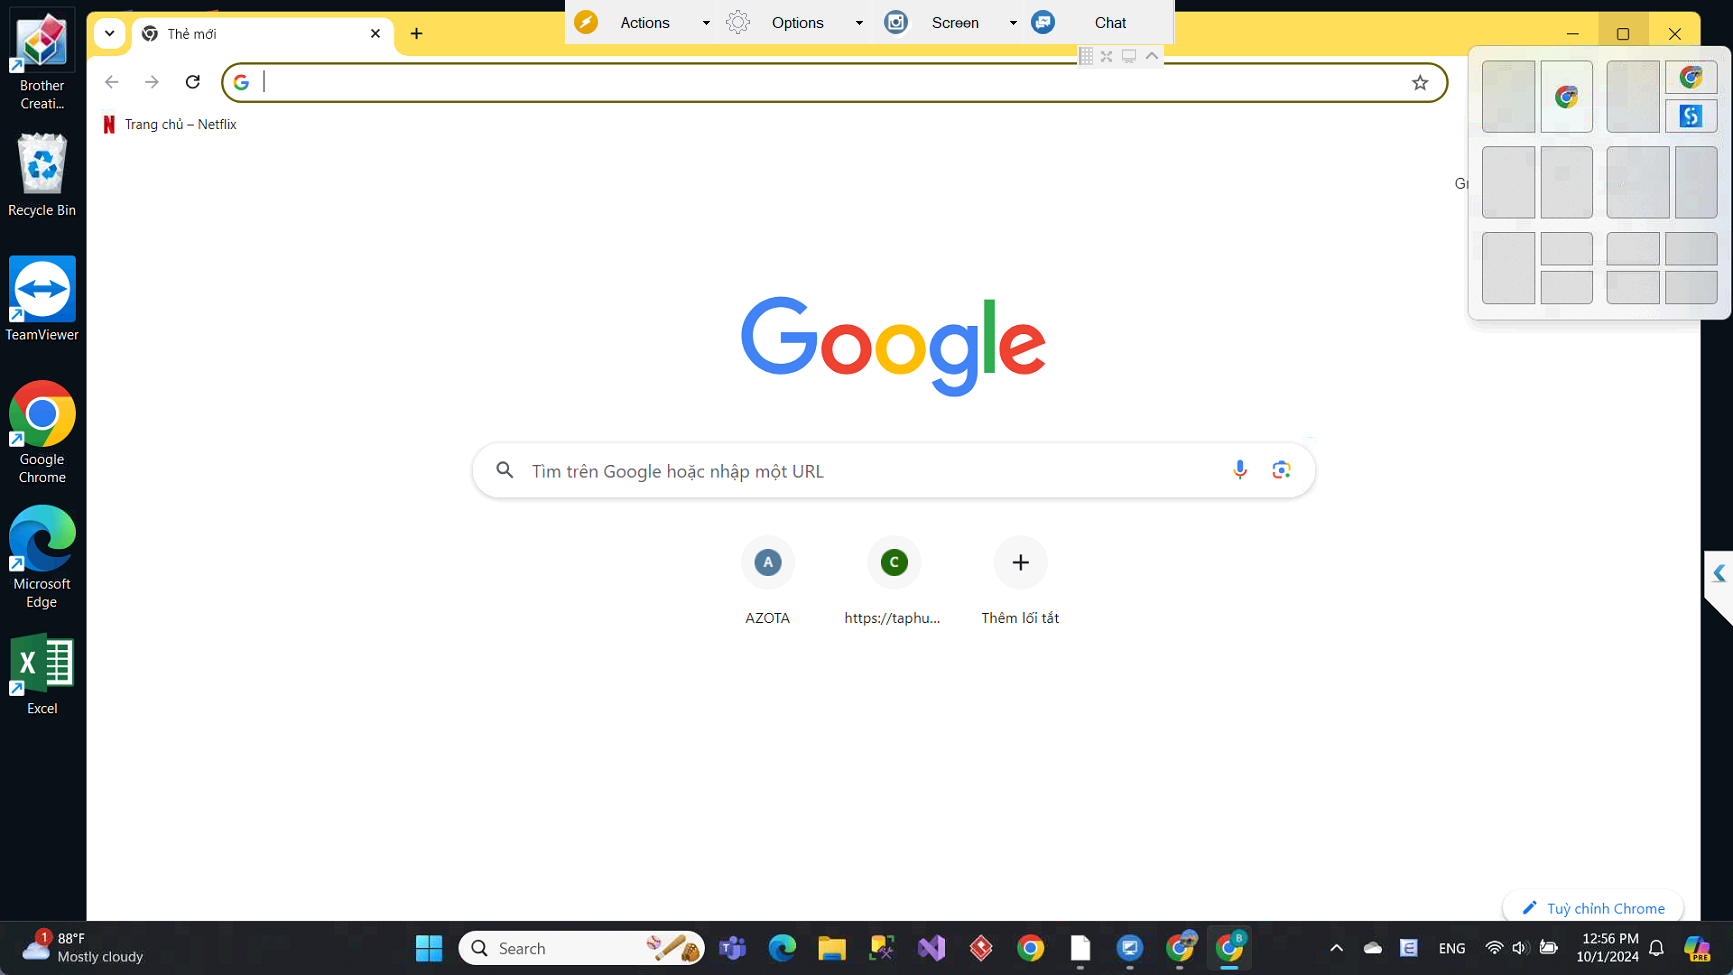 Actions
Options
Screen
Chat
Thẻ mới
Trang chủ – Netflix
Brother
Creati...
Recycle Bin
TeamViewer
Google
Chrome
Microsoft
Edge
Excel
Google
Tìm trên Google hoặc nhập một URL
A
C
AZOTA
https://taphu...
Thêm lối tắt
Tuỳ chỉnh Chrome
1
88°F
Mostly cloudy
Search
B
ENG
12:56 PM
10/1/2024
PRE